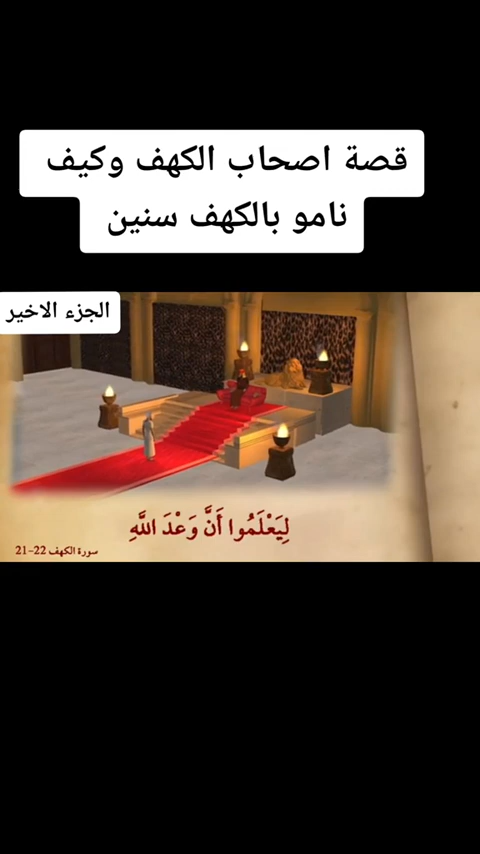 قصة اصحاب الكهف وكيف
نامو بالكهف سنين
الجزء الاخير
لِيَعْلَمُوا أَنَّ وَعْدَ اللَّهِ
سورة الكهف 22-21